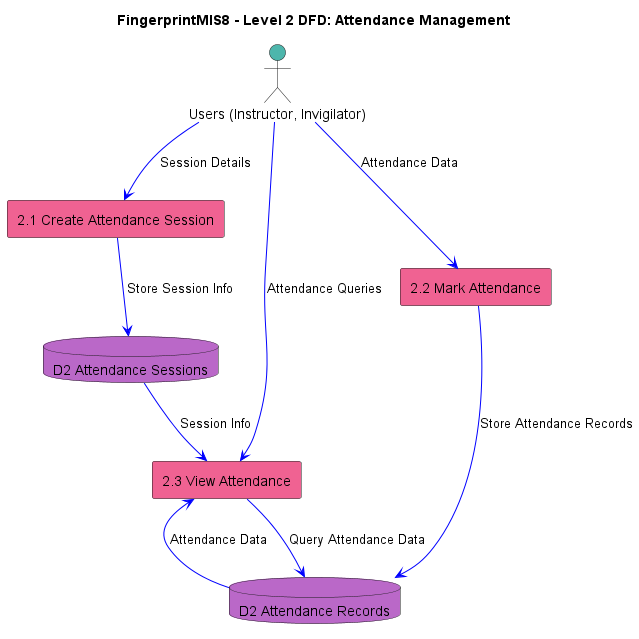 FingerprintMIS8 - Level 2 DFD: Attendance Management
Users (Instructor, Invigilator)
Session Details
Attendance Data
2.1 Create Attendance Session
Store Session Info
Attendance Queries
2.2 Mark Attendance
D2 Attendance Sessions
Session Info
Store Attendance Records
2.3 View Attendance
Attendance Data
Query Attendance Data
D2 Attendance Records